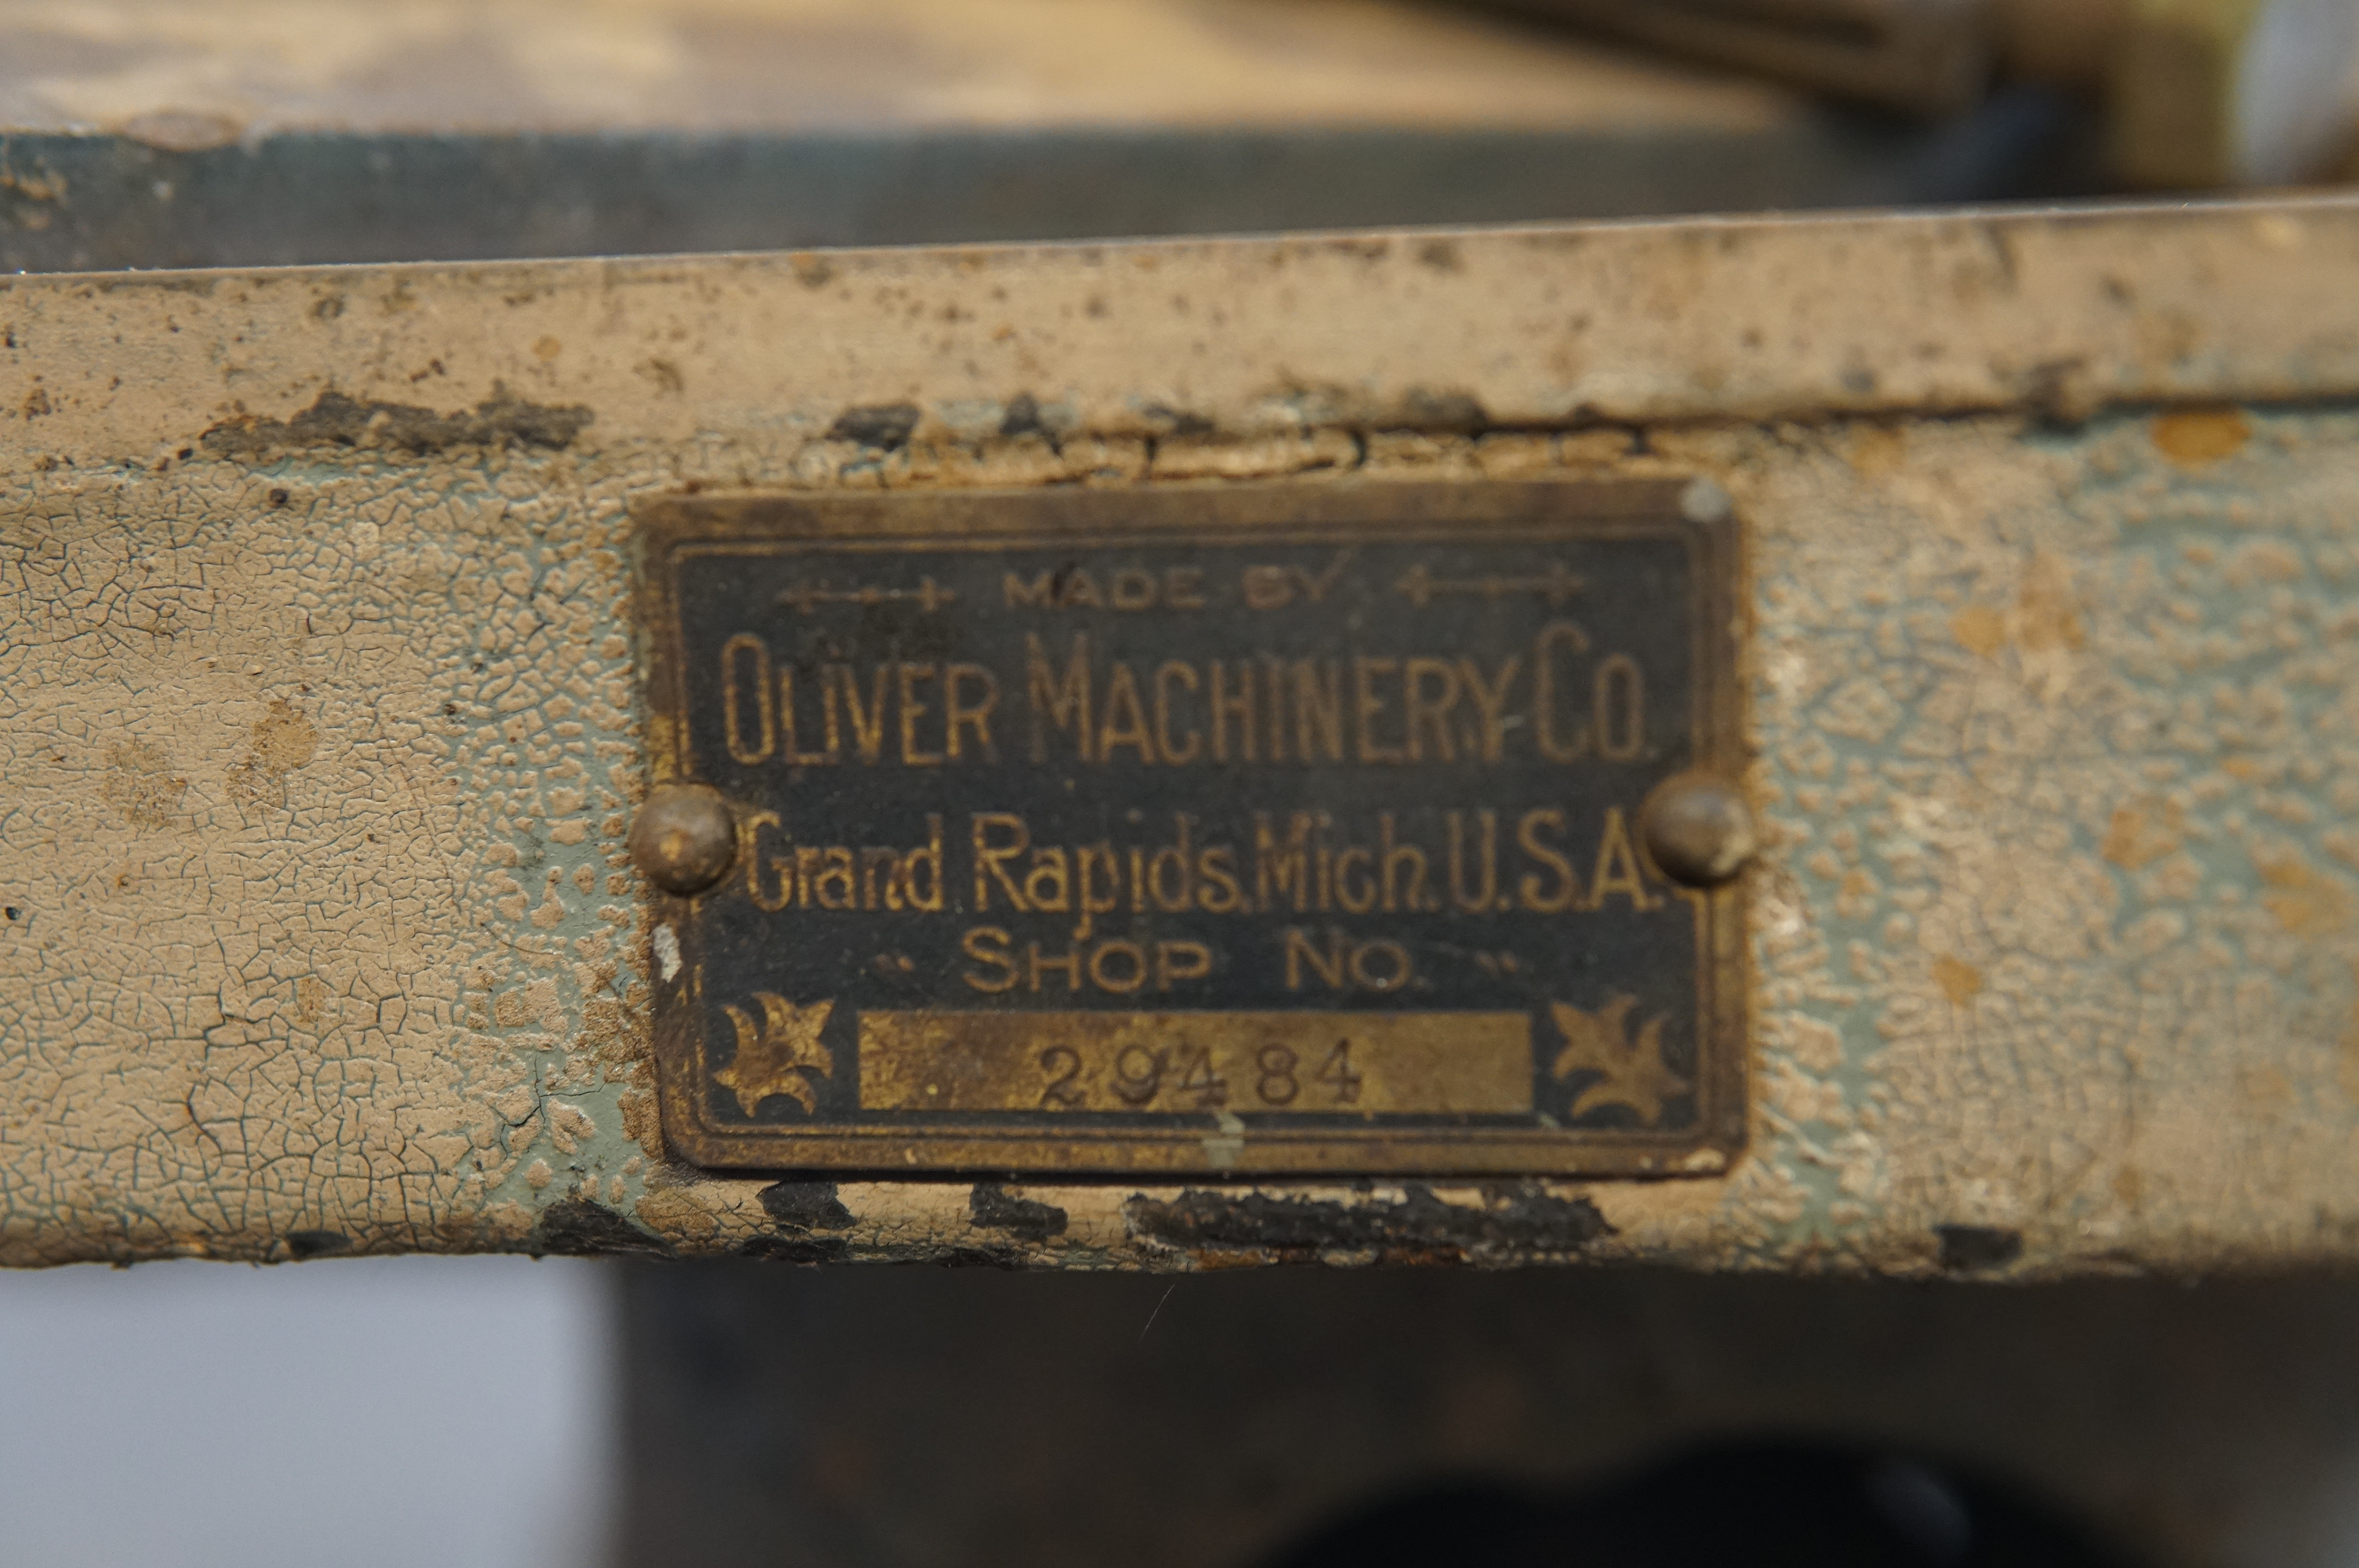 MADE BY
OLIVER MACHINERY CO.
Grand Rapids, Mich. U.S.A.
" SHOP NO. "
29484